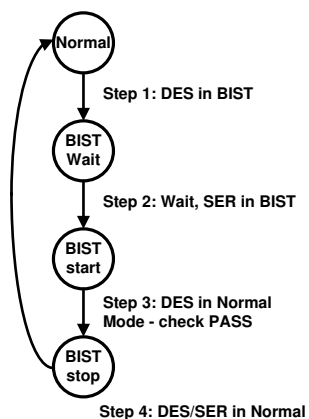 Normal
Step 1: DES in BIST
BIST
Wait
Step 2: Wait, SER in BIST
BIST
start
Step 3: DES in Normal
Mode - check PASS
BIST
stop
Step 4: DES/SER in Normal